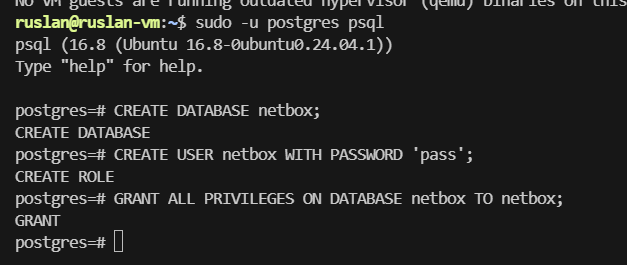 No VM guests are running outdated hypervisor (qemu) binaries on this
ruslan@ruslan-vm:~$ sudo -u postgres psql
psql (16.8 (Ubuntu 16.8-0ubuntu0.24.04.1))
Type "help" for help.

postgres=# CREATE DATABASE netbox;
CREATE DATABASE
postgres=# CREATE USER netbox WITH PASSWORD 'pass';
CREATE ROLE
postgres=# GRANT ALL PRIVILEGES ON DATABASE netbox TO netbox;
GRANT
postgres=#